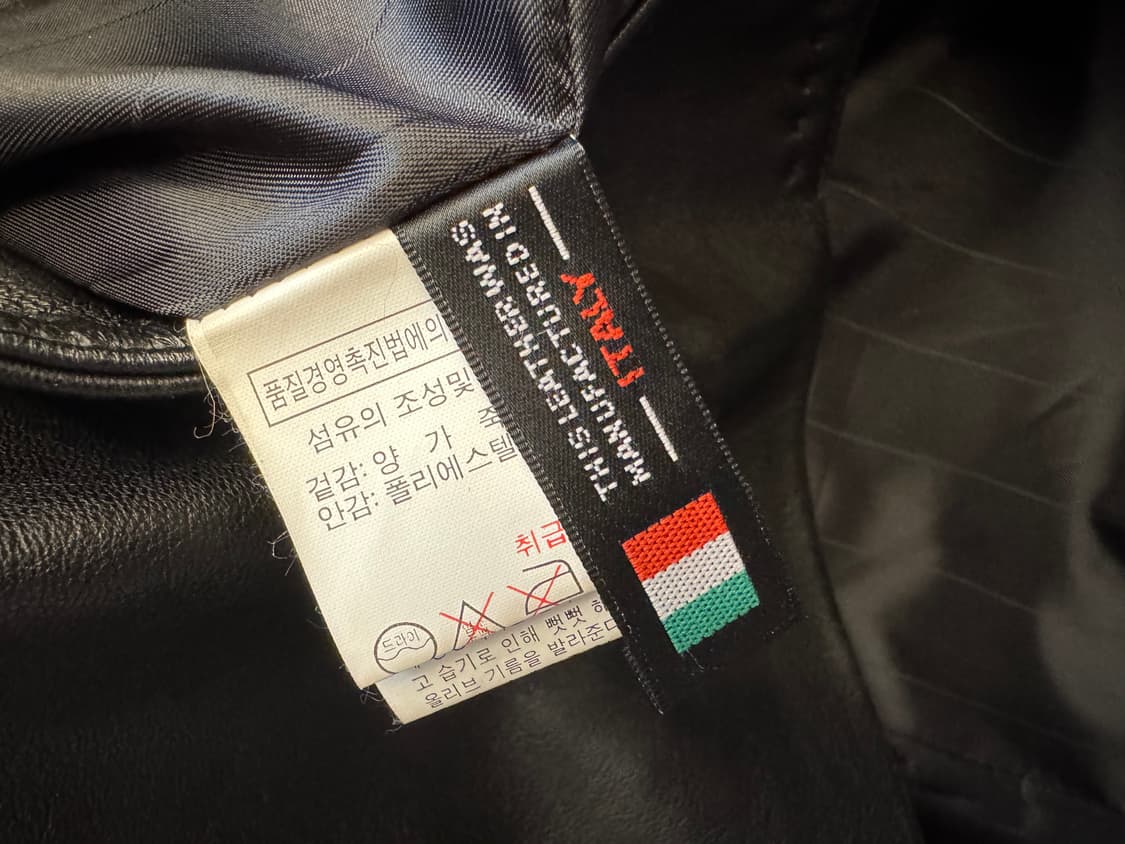 품질경영촉진법에의
섬유의 조성및
겉감: 양 가 죽
안감: 폴리에스텔
취급
드라이
고 습기로 인해 뻣뻣 해
올리브 기름을 발라준다
THIS LEATHER WAS
MANUFACTURED IN
ITALY